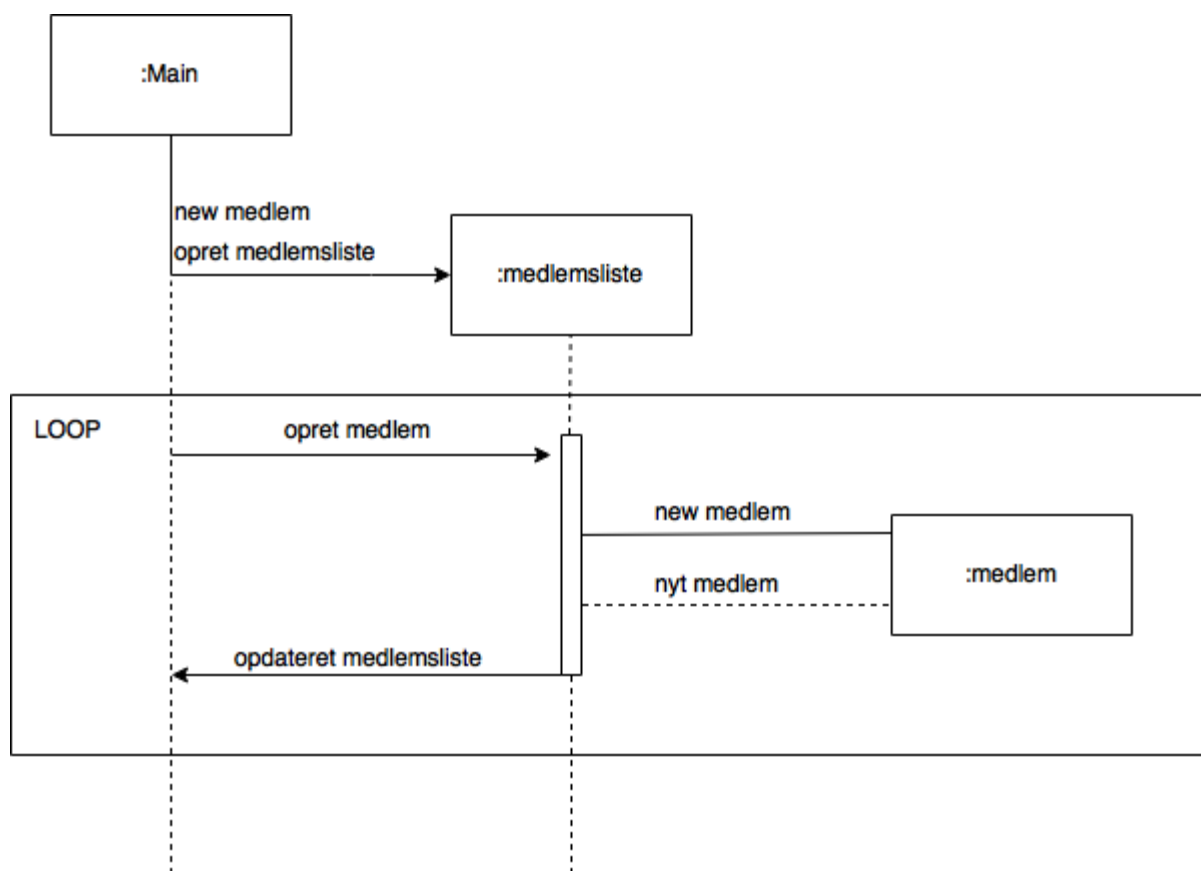 :Main
new medlem
opret medlemsliste
:medlemsliste
LOOP
opret medlem
new medlem
:medlem
nyt medlem
opdateret medlemsliste